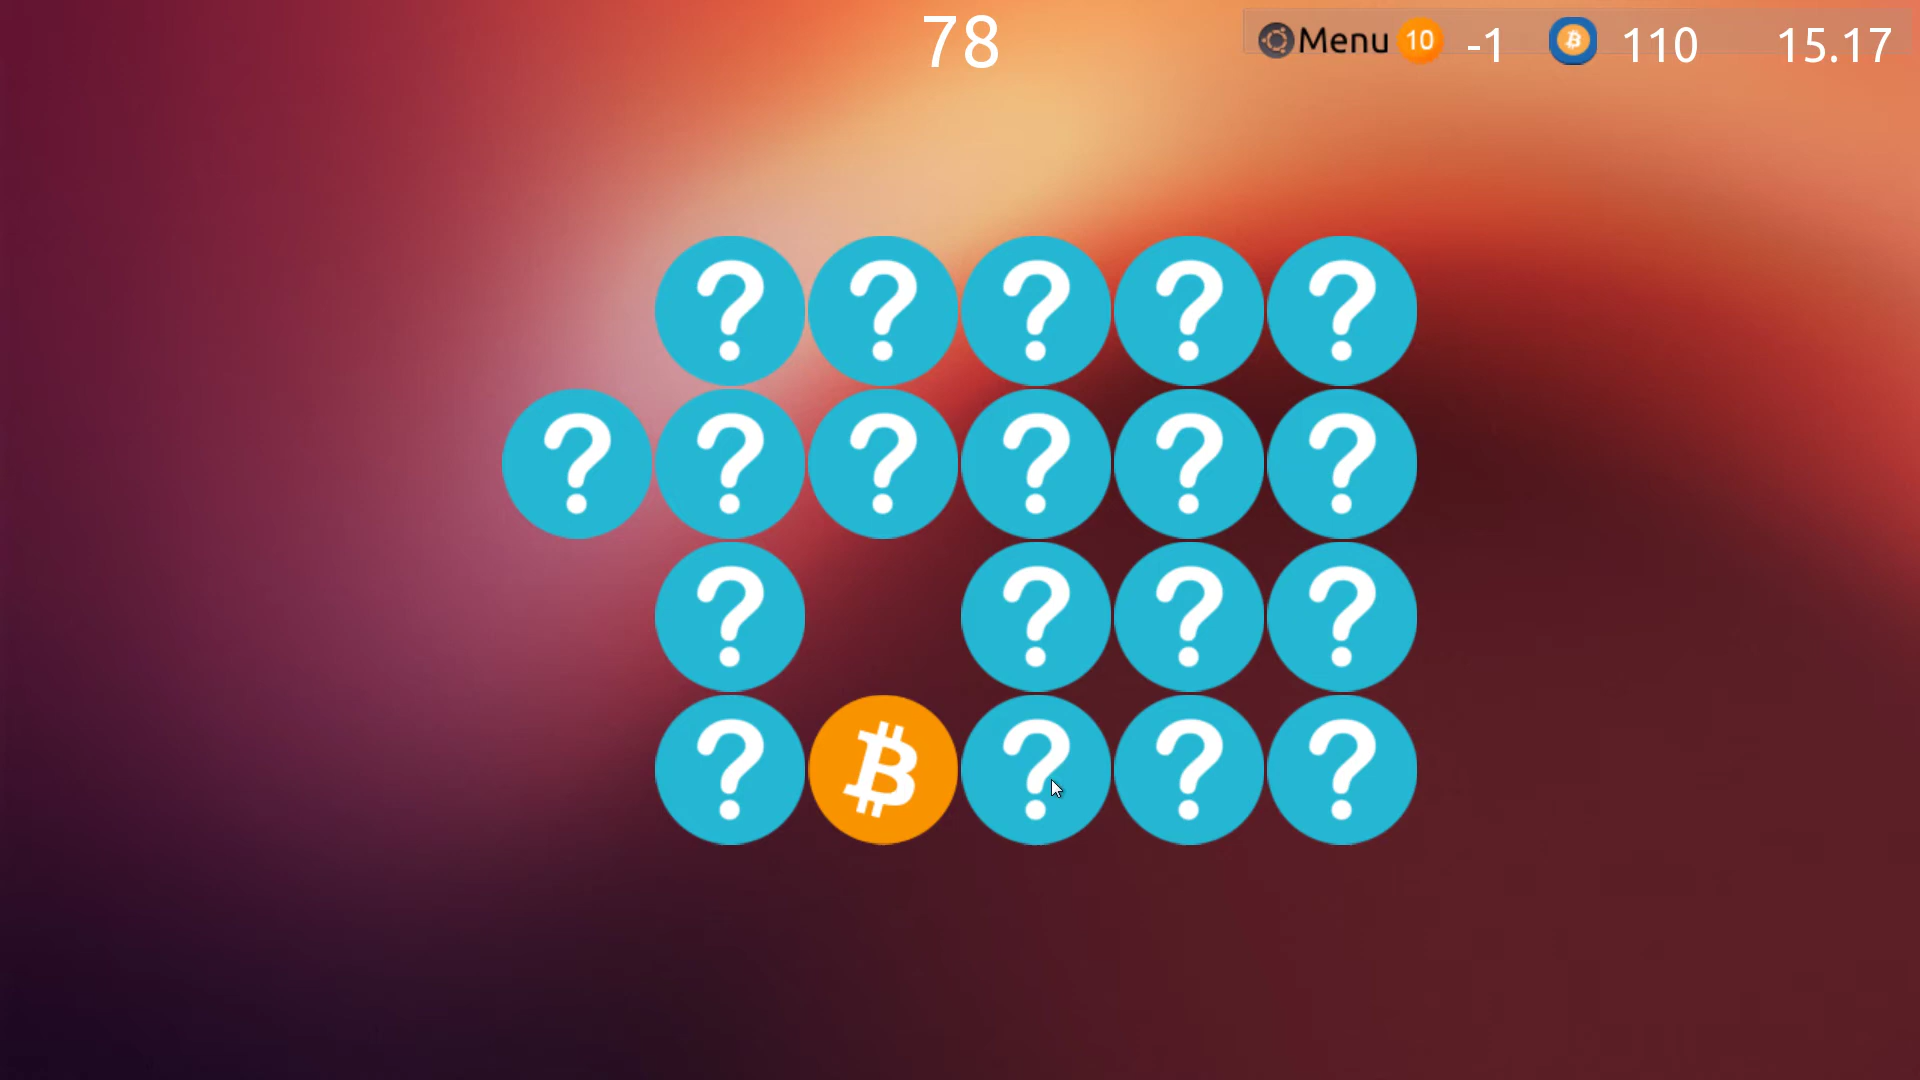 78
Menu 10 -1 110 15.17
? ? ? ? ?
? ? ? ? ? ?
? ? ? ?
? ₿ ? ? ?